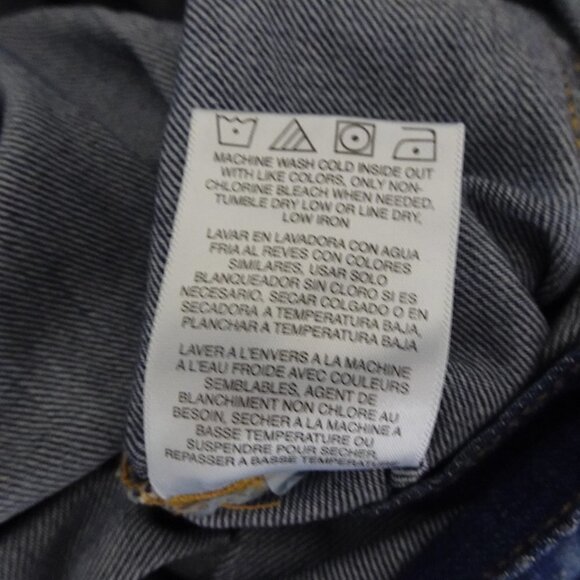 MACHINE WASH COLD INSIDE OUT
WITH LIKE COLORS, ONLY NON-
CHLORINE BLEACH WHEN NEEDED,
TUMBLE DRY LOW OR LINE DRY,
LOW IRON
LAVAR EN LAVADORA CON AGUA
FRIA AL REVES CON COLORES
SIMILARES, USAR SOLO
BLANQUEADOR SIN CLORO SI ES
NECESARIO, SECAR COLGADO O EN
SECADORA A TEMPERATURA BAJA,
PLANCHAR A TEMPERATURA BAJA
LAVER A L'ENVERS A LA MACHINE
A L'EAU FROIDE AVEC COULEURS
SEMBLABLES, AGENT DE
BLANCHIMENT NON CHLORE AU
BESOIN, SECHER A LA MACHINE A
BASSE TEMPERATURE OU
SUSPENDRE POUR SECHER,
REPASSER A BASSE TEMPERATURE